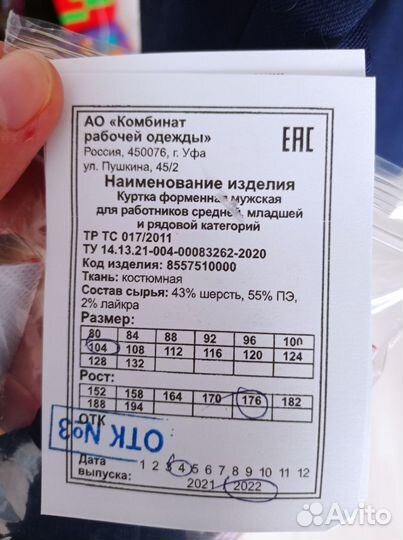 АО «Комбинат
рабочей одежды»
Россия, 450076, г. Уфа
ул. Пушкина, 45/2
ЕАС
Наименование изделия
Куртка форменная мужская
для работников средней, младшей
и рядовой категорий
ТР ТС 017/2011
ТУ 14.13.21-004-00083262-2020
Код изделия: 8557510000
Ткань: костюмная
Состав сырья: 43% шерсть, 55% ПЭ,
2% лайкра
Размер:
80 84 88 92 96 100
104 108 112 116 120 124
128 132
Рост:
152 158 164 170 176 182
188 194
ОТК
ОТК №3
Дата
выпуска:
1 2 3 4 5 6 7 8 9 10 11 12
2021 2022
Avito